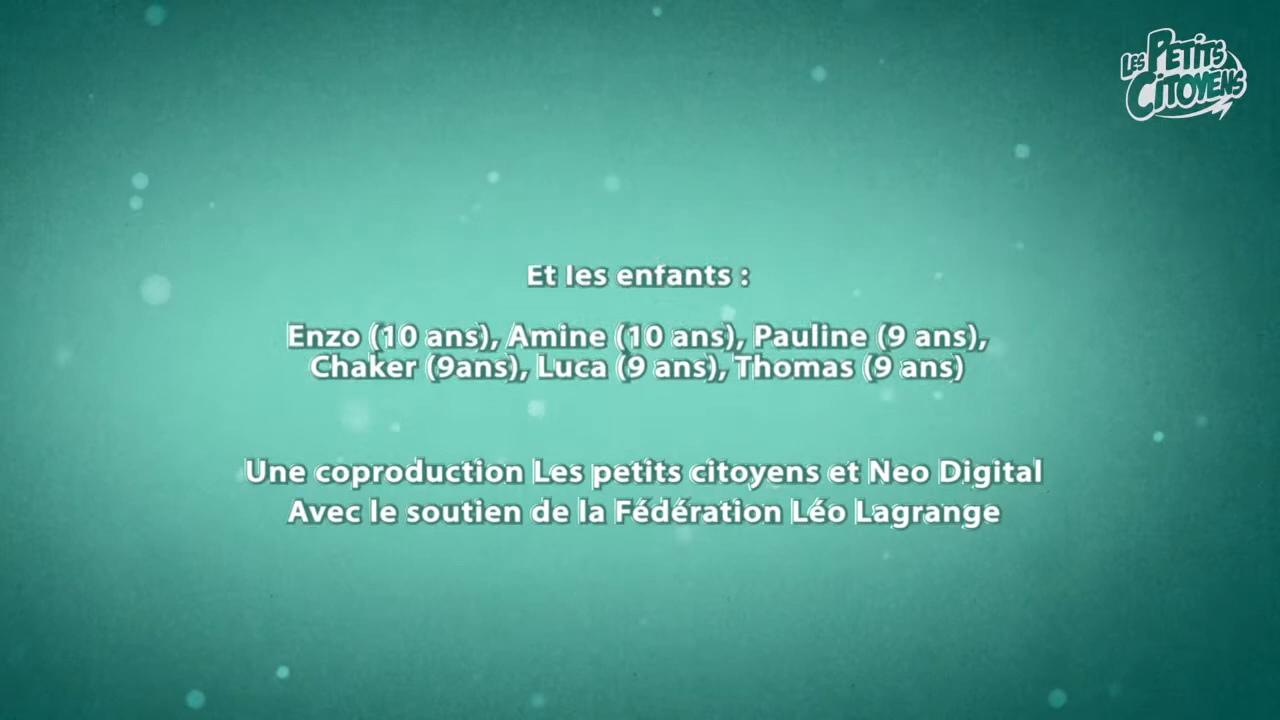 LES PETITS
CITOYENS
Et les enfants :
Enzo (10 ans), Amine (10 ans), Pauline (9 ans),
Chaker (9ans), Luca (9 ans), Thomas (9 ans)
Une coproduction Les petits citoyens et Neo Digital
Avec le soutien de la Fédération Léo Lagrange